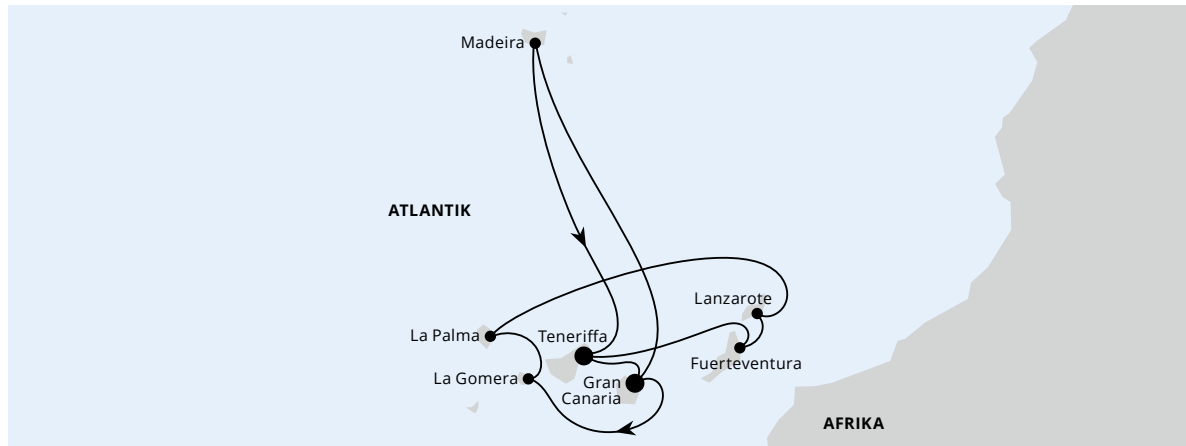 Madeira
ATLANTIK
Lanzarote
La Palma
Teneriffa
Fuerteventura
La Gomera
Gran
Canaria
AFRIKA